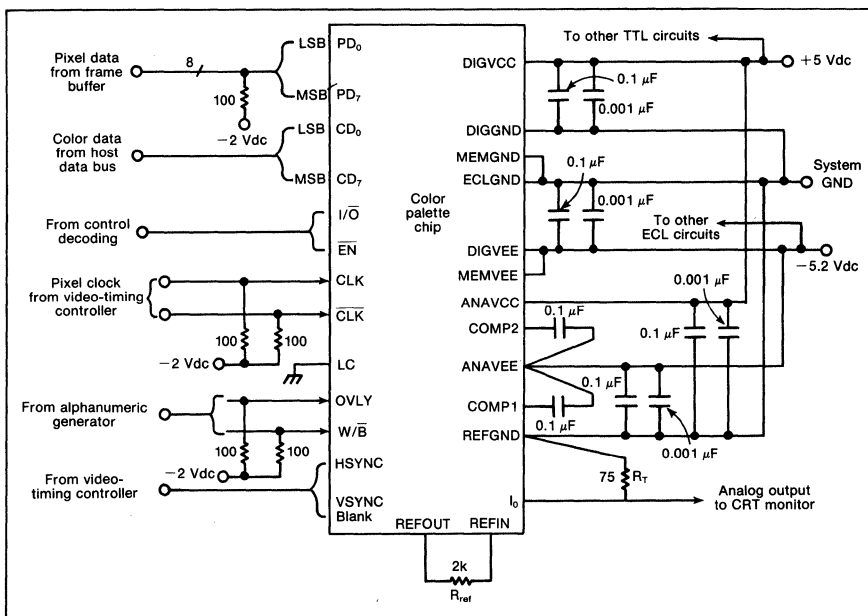 Pixel data
from frame
buffer
8
100
−2 Vdc
LSB PD₀
MSB PD₇
Color data
from host
data bus
LSB CD₀
MSB CD₇
From control
decoding
I/O̅
E̅N̅
Pixel clock
from video-timing
controller
CLK
C̅L̅K̅
100
100
−2 Vdc
LC
From alphanumeric
generator
OVLY
W/B̅
100
100
−2 Vdc
From video-
timing controller
HSYNC
VSYNC
Blank
Color
palette
chip
REFOUT
REFIN
2k
Rref
DIGVCC
DIGGND
MEMGND
ECLGND
DIGVEE
MEMVEE
ANAVCC
COMP2
ANAVEE
COMP1
REFGND
I₀
To other TTL circuits
+5 Vdc
0.1 μF
0.001 μF
System
GND
0.1 μF
0.001 μF
To other
ECL circuits
−5.2 Vdc
0.001 μF
0.1 μF
0.1 μF
0.1 μF
0.1 μF
0.001 μF
75
R_T
Analog output
to CRT monitor